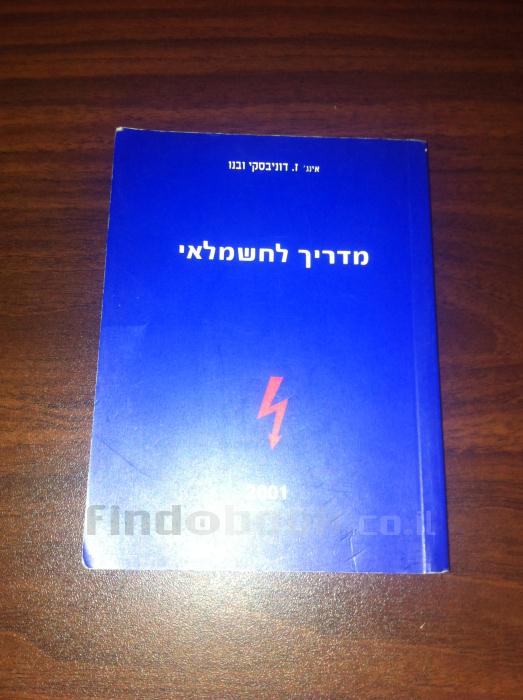 אינג' ז. דוניבסקי ובנו
מדריך לחשמלאי
2001
findabook.co.il